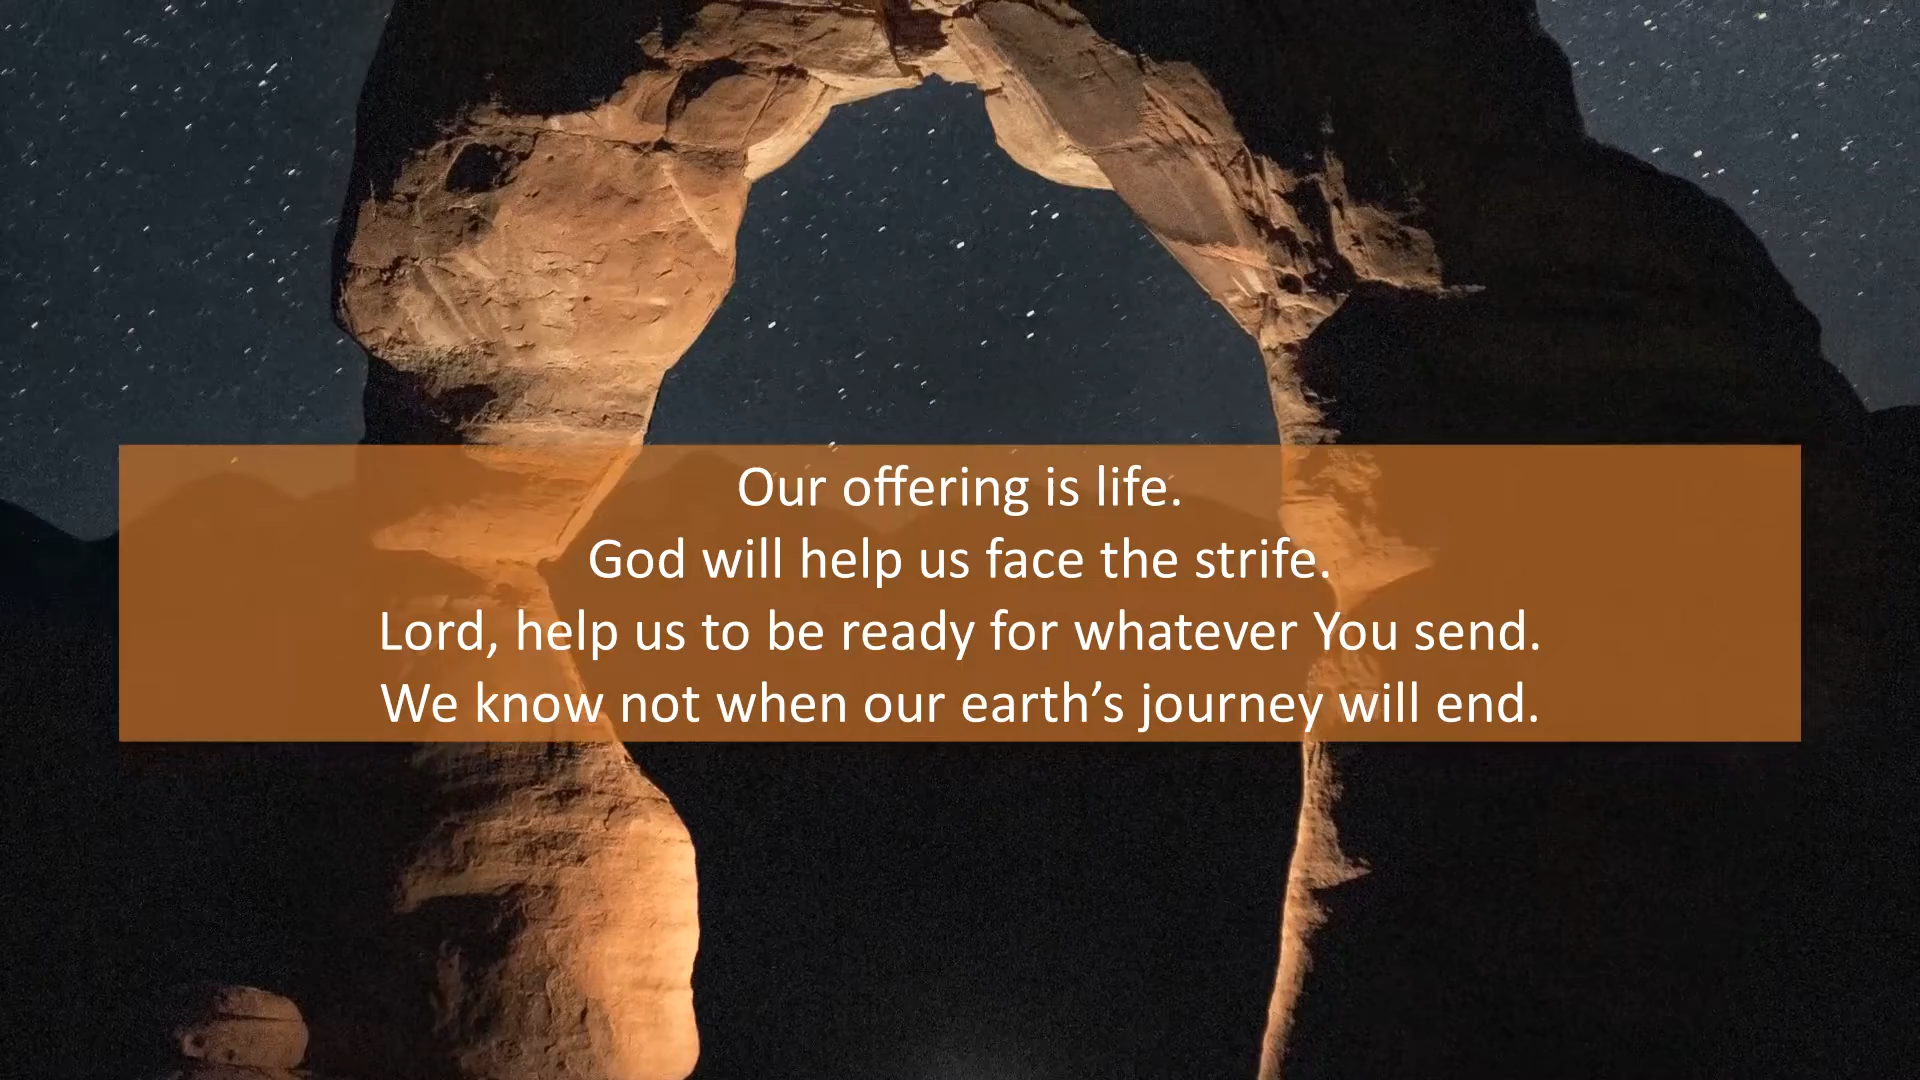 Our offering is life.
God will help us face the strife.
Lord, help us to be ready for whatever You send.
We know not when our earth’s journey will end.